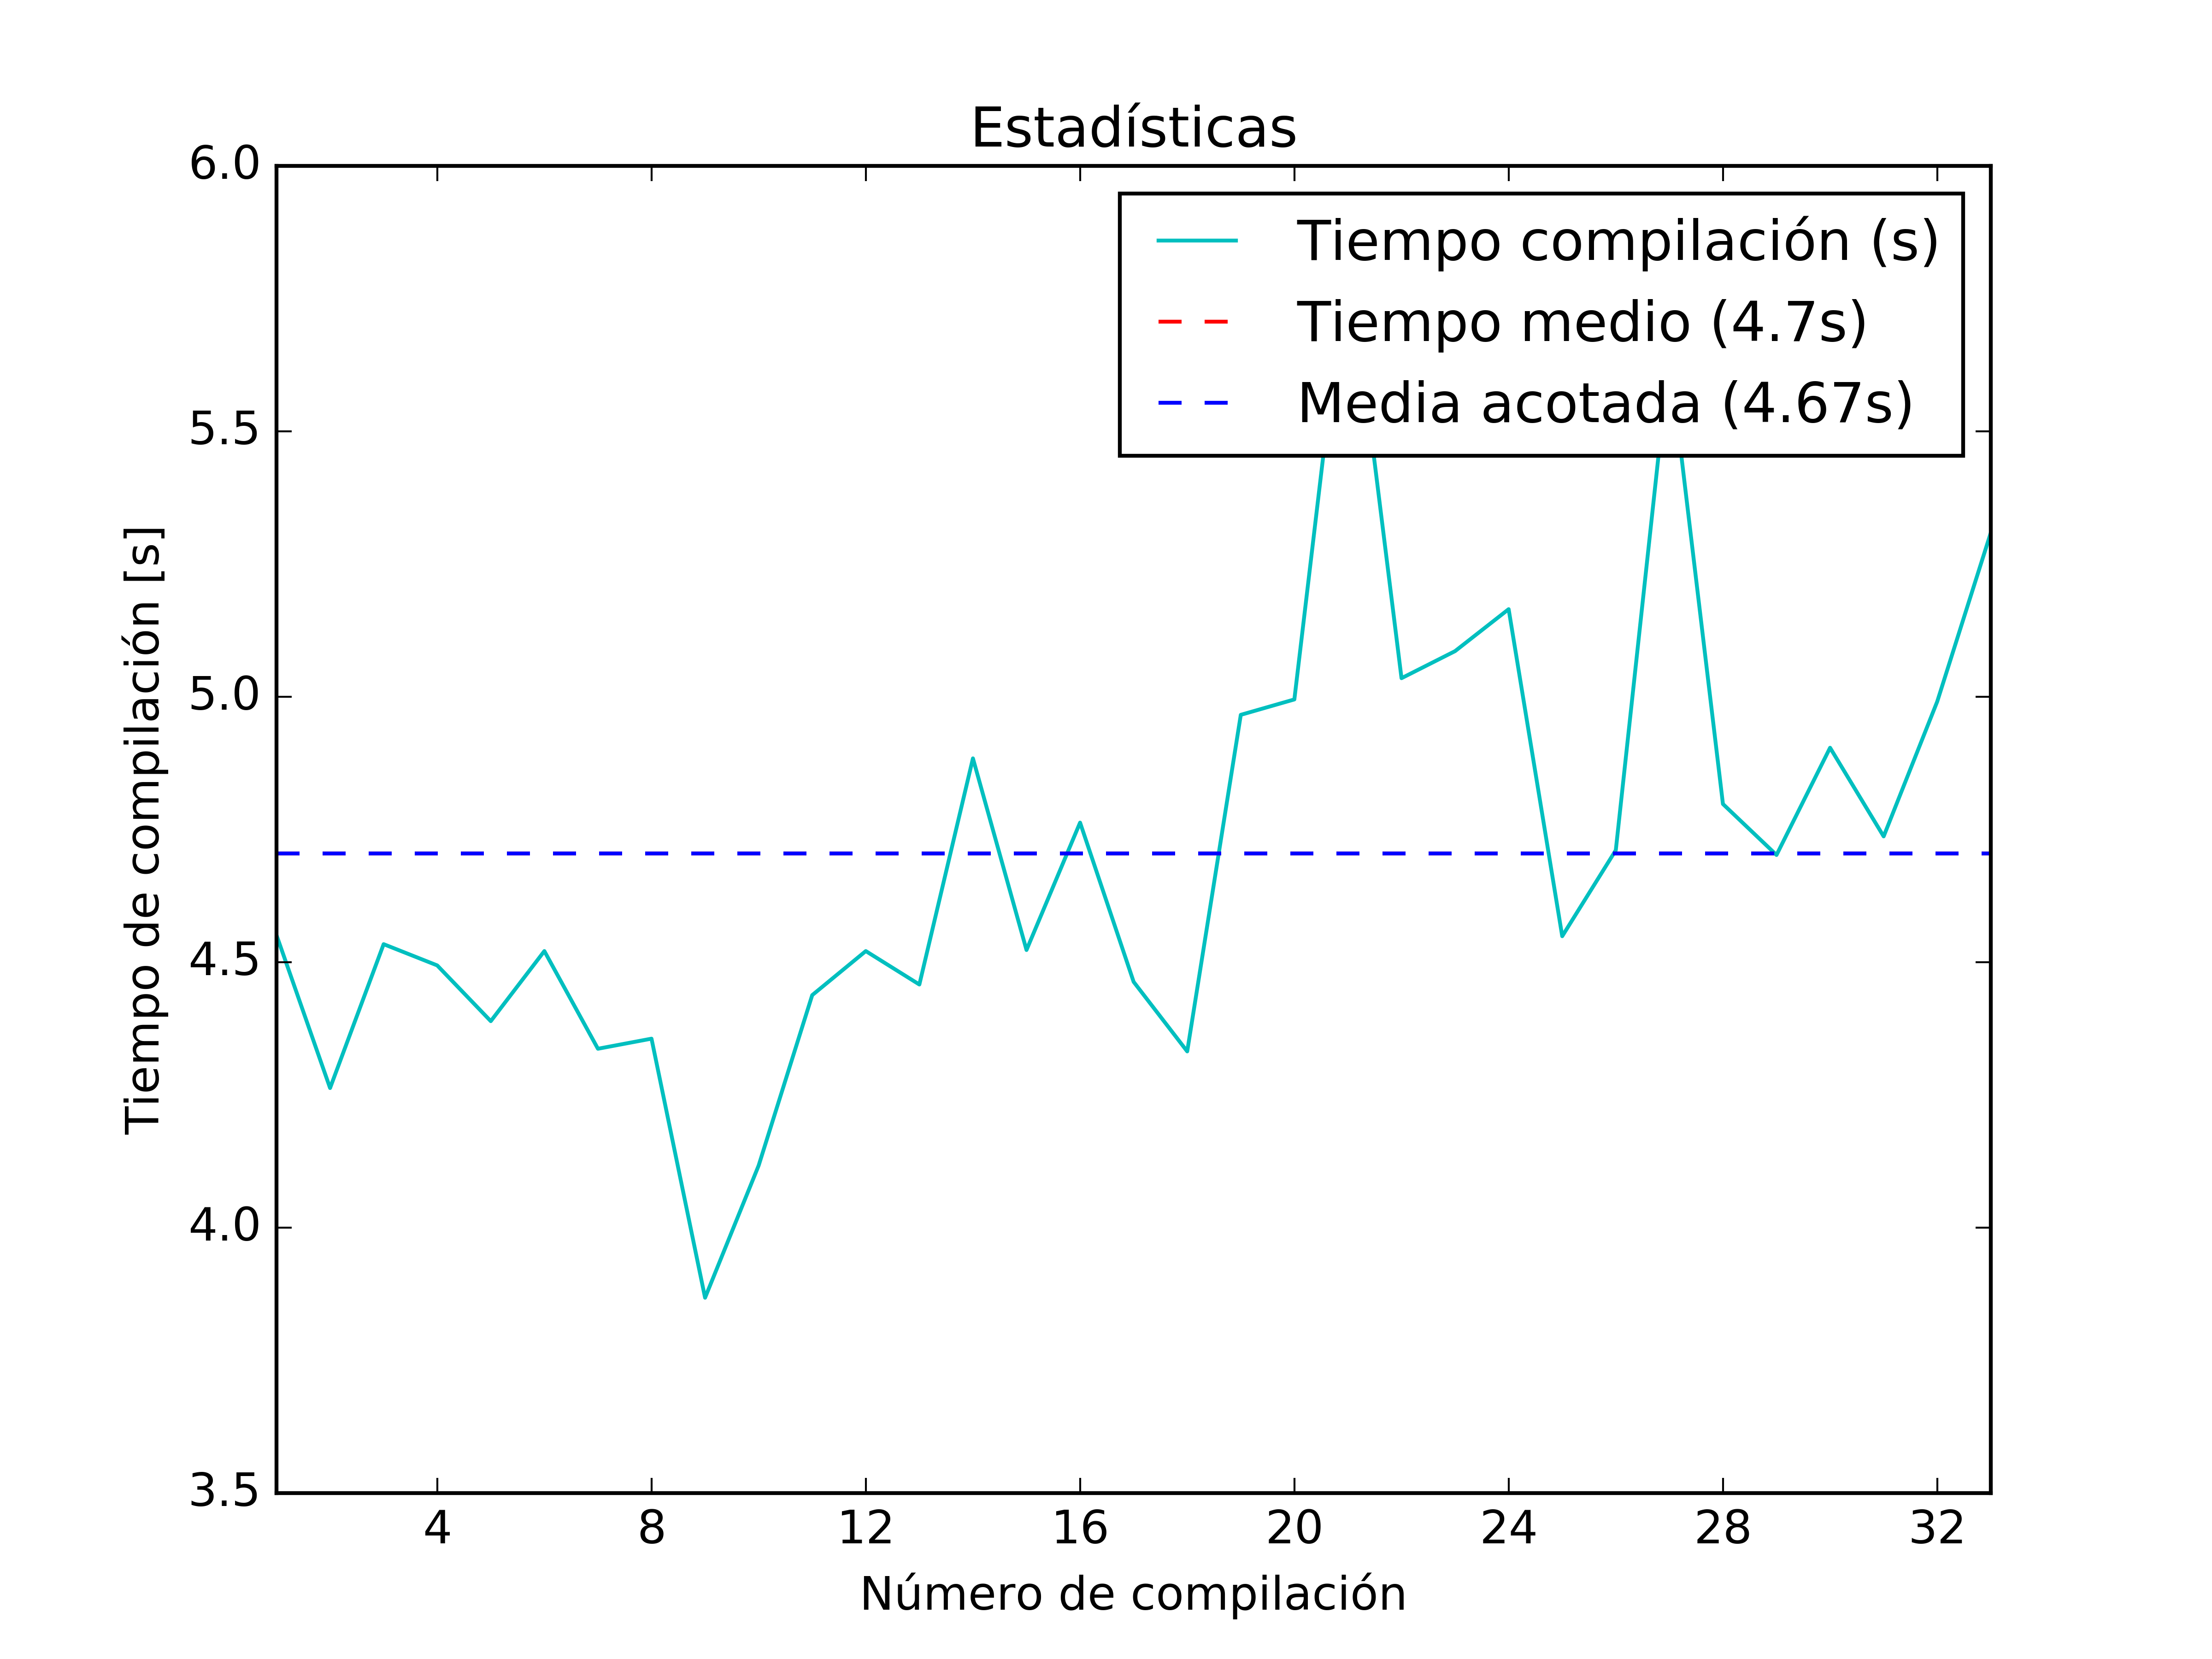 Estadísticas
6.0
5.5
5.0
4.5
4.0
3.5
Tiempo de compilación [s]
Tiempo compilación (s)
Tiempo medio (4.7s)
Media acotada (4.67s)
4 8 12 16 20 24 28 32
Número de compilación